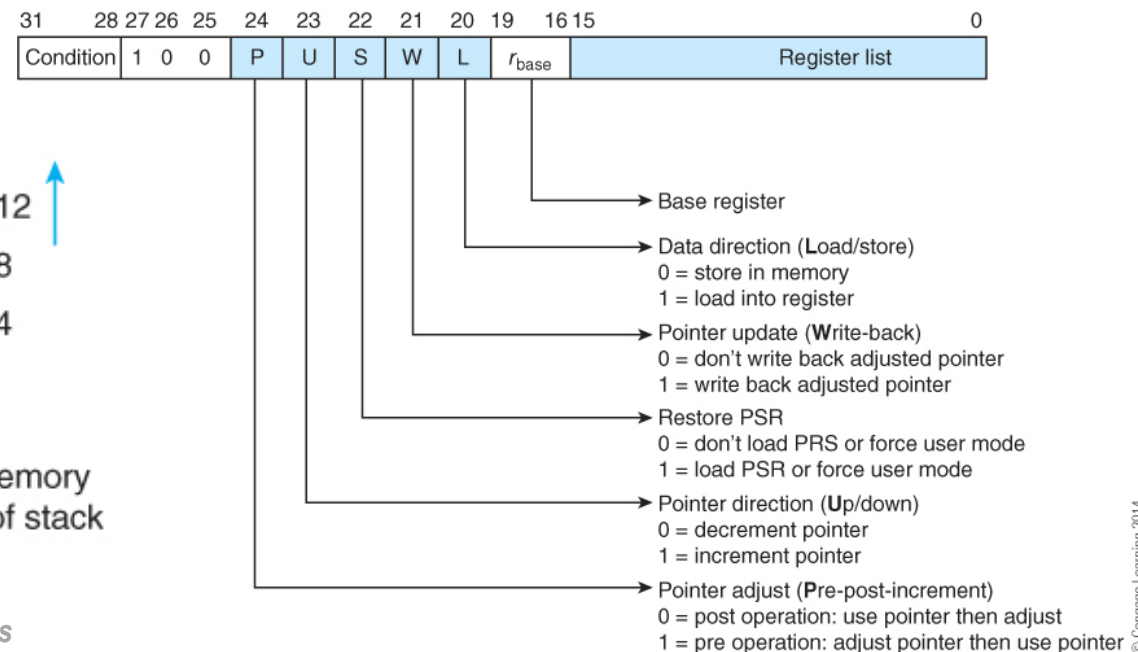 31 28 27 26 25 24 23 22 21 20 19 16 15 0
Condition 1 0 0 P U S W L rbase Register list
12
8
4
emory
of stack
s
Base register
Data direction (Load/store)
0 = store in memory
1 = load into register
Pointer update (Write-back)
0 = don't write back adjusted pointer
1 = write back adjusted pointer
Restore PSR
0 = don't load PRS or force user mode
1 = load PSR or force user mode
Pointer direction (Up/down)
0 = decrement pointer
1 = increment pointer
Pointer adjust (Pre-post-increment)
0 = post operation: use pointer then adjust
1 = pre operation: adjust pointer then use pointer
© Cengage Learning 2014